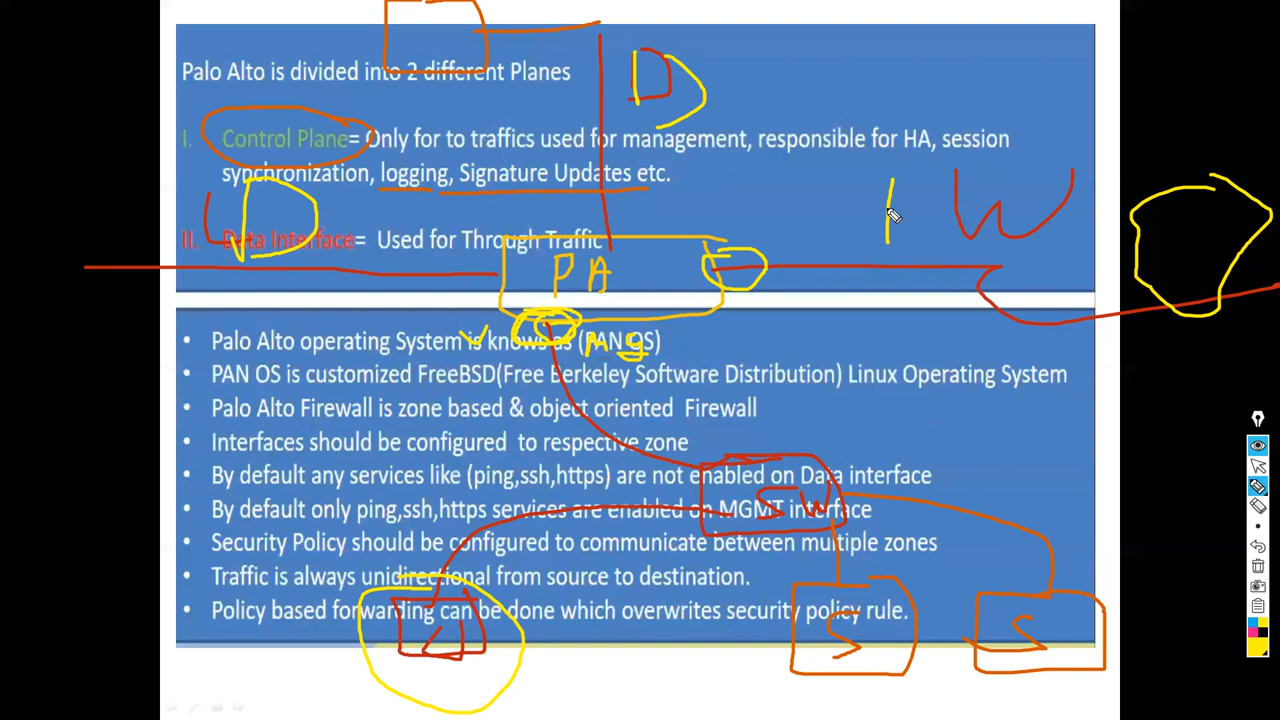 Palo Alto is divided into 2 different Planes
D
I. Control Plane= Only for to traffics used for management, responsible for HA, session
synchronization, logging, Signature Updates etc.
W
II. Data Interface= Used for Through Traffic
PA
• Palo Alto operating System is knows as (PAN OS)
• PAN OS is customized FreeBSD(Free Berkeley Software Distribution) Linux Operating System
• Palo Alto Firewall is zone based & object oriented Firewall
• Interfaces should be configured to respective zone
• By default any services like (ping,ssh,https) are not enabled on Data interface
SW
• By default only ping,ssh,https services are enabled on MGMT interface
• Security Policy should be configured to communicate between multiple zones
• Traffic is always unidirectional from source to destination.
• Policy based forwarding can be done which overwrites security policy rule.
S S